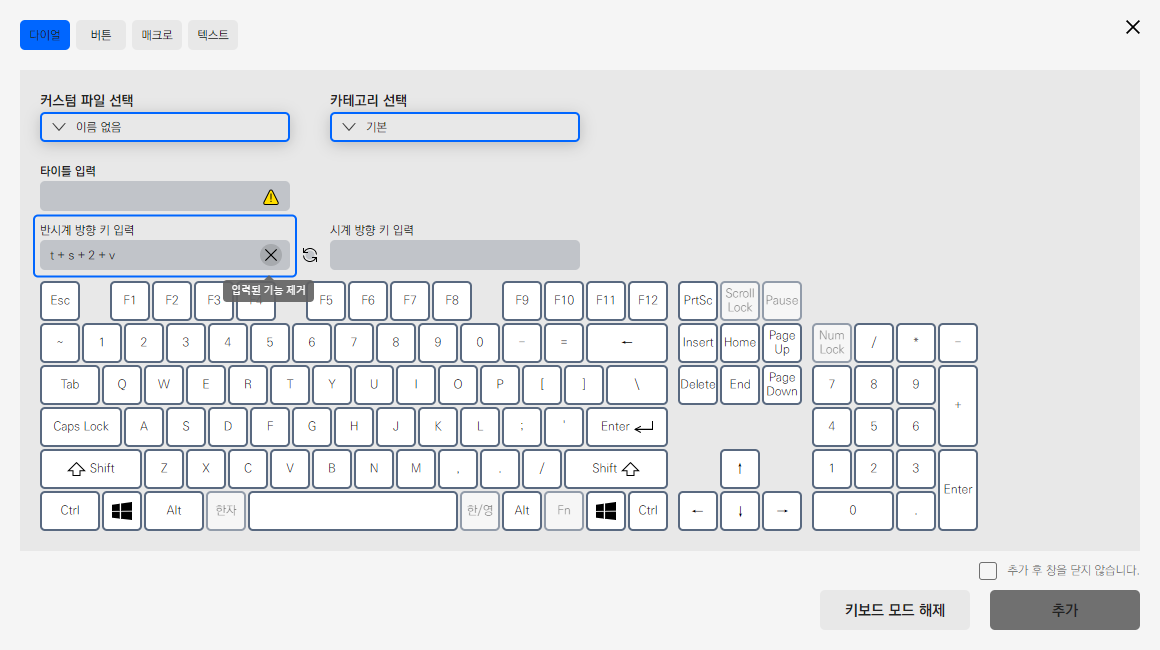 다이얼 버튼 매크로 텍스트
커스텀 파일 선택 카테고리 선택
이름 없음 기본
타이틀 입력
반시계 방향 키 입력 시계 방향 키 입력
t + s + 2 + v
입력된 기능 제거
Esc F1 F2 F3 F4 F5 F6 F7 F8 F9 F10 F11 F12 PrtSc Scroll Lock Pause
~ 1 2 3 4 5 6 7 8 9 0 - = ← Insert Home Page Up Num Lock / * -
Tab Q W E R T Y U I O P [ ] \ Delete End Page Down 7 8 9 +
Caps Lock A S D F G H J K L ; ' Enter 4 5 6
Shift Z X C V B N M , . / Shift ↑ 1 2 3 Enter
Ctrl Alt 한자 한/영 Alt Fn Ctrl ← ↓ → 0 .
추가 후 창을 닫지 않습니다.
키보드 모드 해제 추가